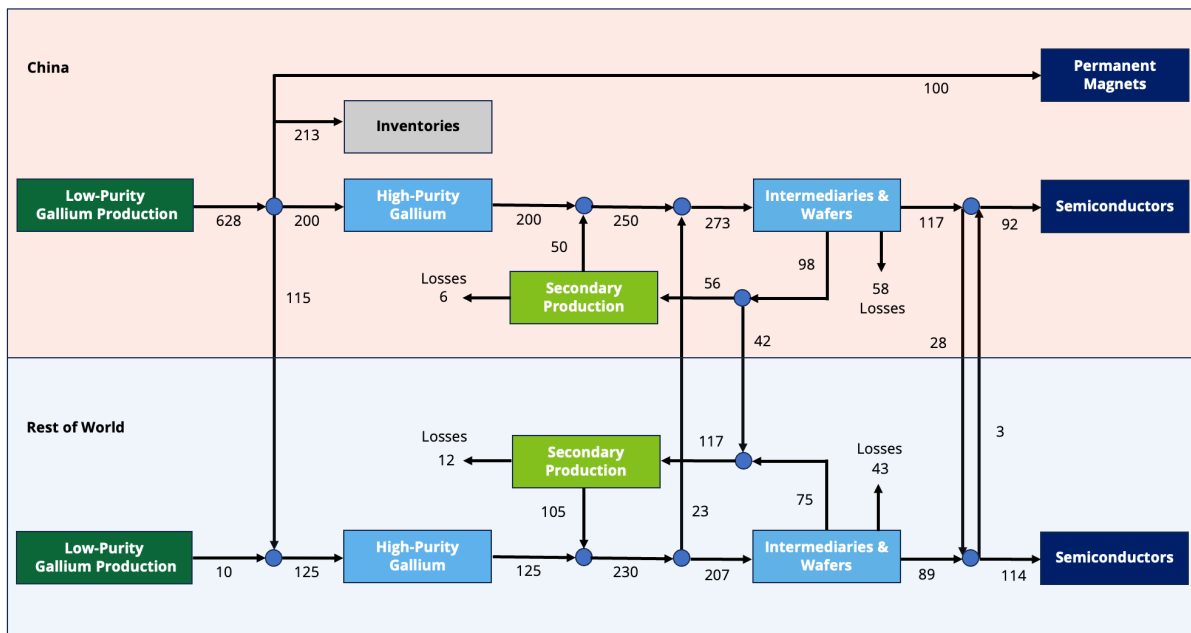 China
Permanent
Magnets
100
Inventories
213
Low-Purity
Gallium Production
High-Purity
Gallium
Intermediaries &
Wafers
Semiconductors
628
200
200
250
273
117
92
50
98
Losses
6
Secondary
Production
56
58
Losses
115
42
28
Rest of World
Losses
12
Secondary
Production
117
Losses
43
3
105
23
75
Low-Purity
Gallium Production
High-Purity
Gallium
Intermediaries &
Wafers
Semiconductors
10
125
125
230
207
89
114